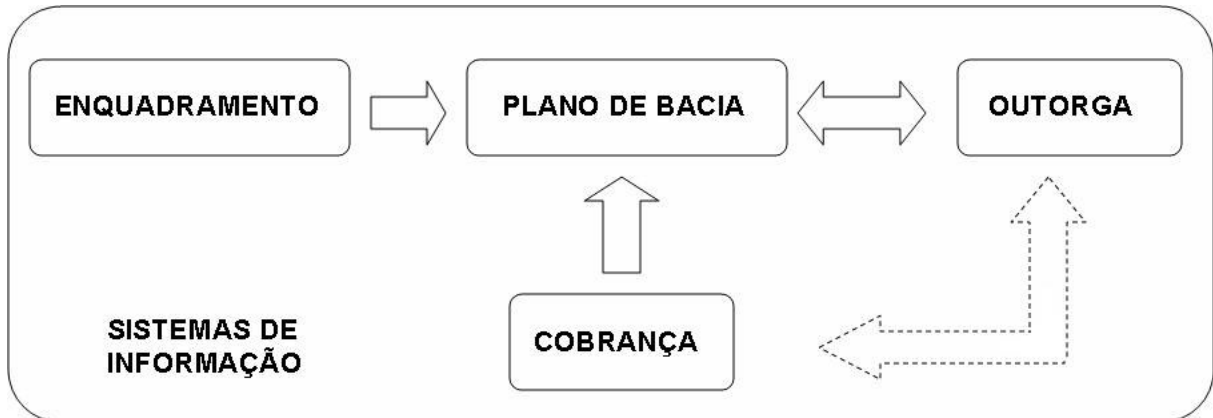 ENQUADRAMENTO
PLANO DE BACIA
OUTORGA
SISTEMAS DE
INFORMAÇÃO
COBRANÇA